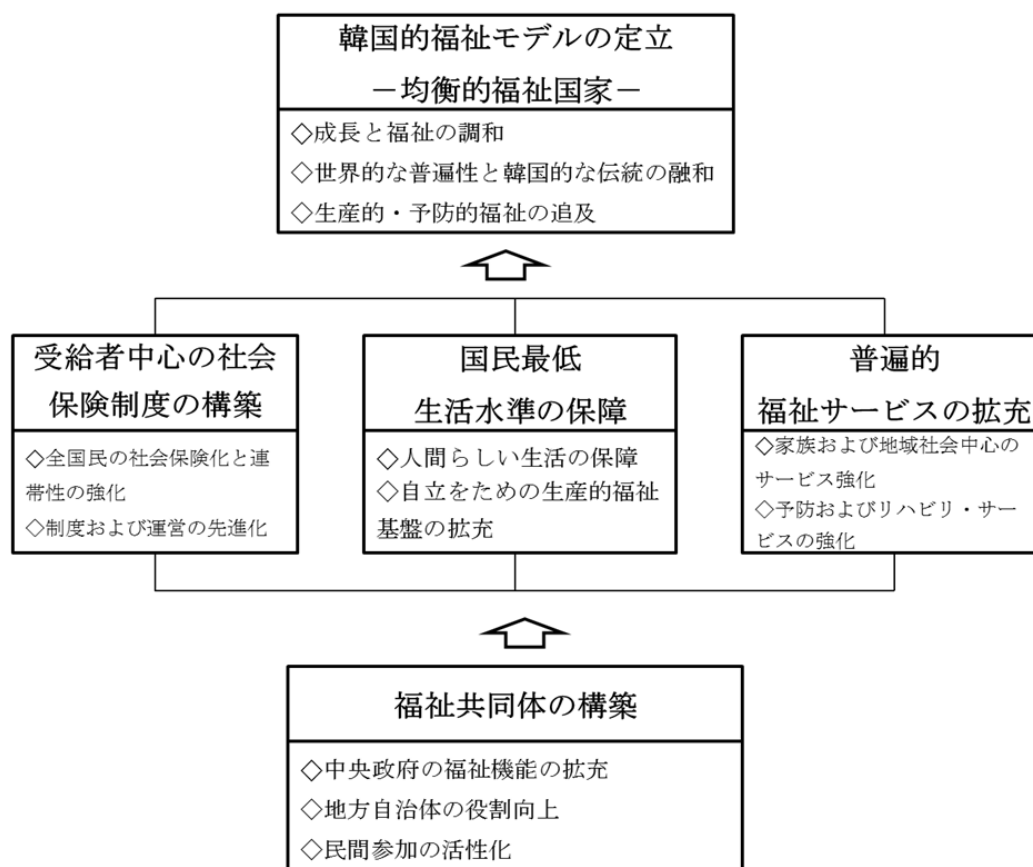 韓国的福祉モデルの定立
－均衡的福祉国家－
◇成長と福祉の調和
◇世界的な普遍性と韓国的な伝統の融和
◇生産的・予防的福祉の追及
受給者中心の社会
保険制度の構築
◇全国民の社会保険化と連
帯性の強化
◇制度および運営の先進化
国民最低
生活水準の保障
◇人間らしい生活の保障
◇自立をための生産的福祉
基盤の拡充
普遍的
福祉サービスの拡充
◇家族および地域社会中心の
サービス強化
◇予防およびリハビリ・サー
ビスの強化
福祉共同体の構築
◇中央政府の福祉機能の拡充
◇地方自治体の役割向上
◇民間参加の活性化